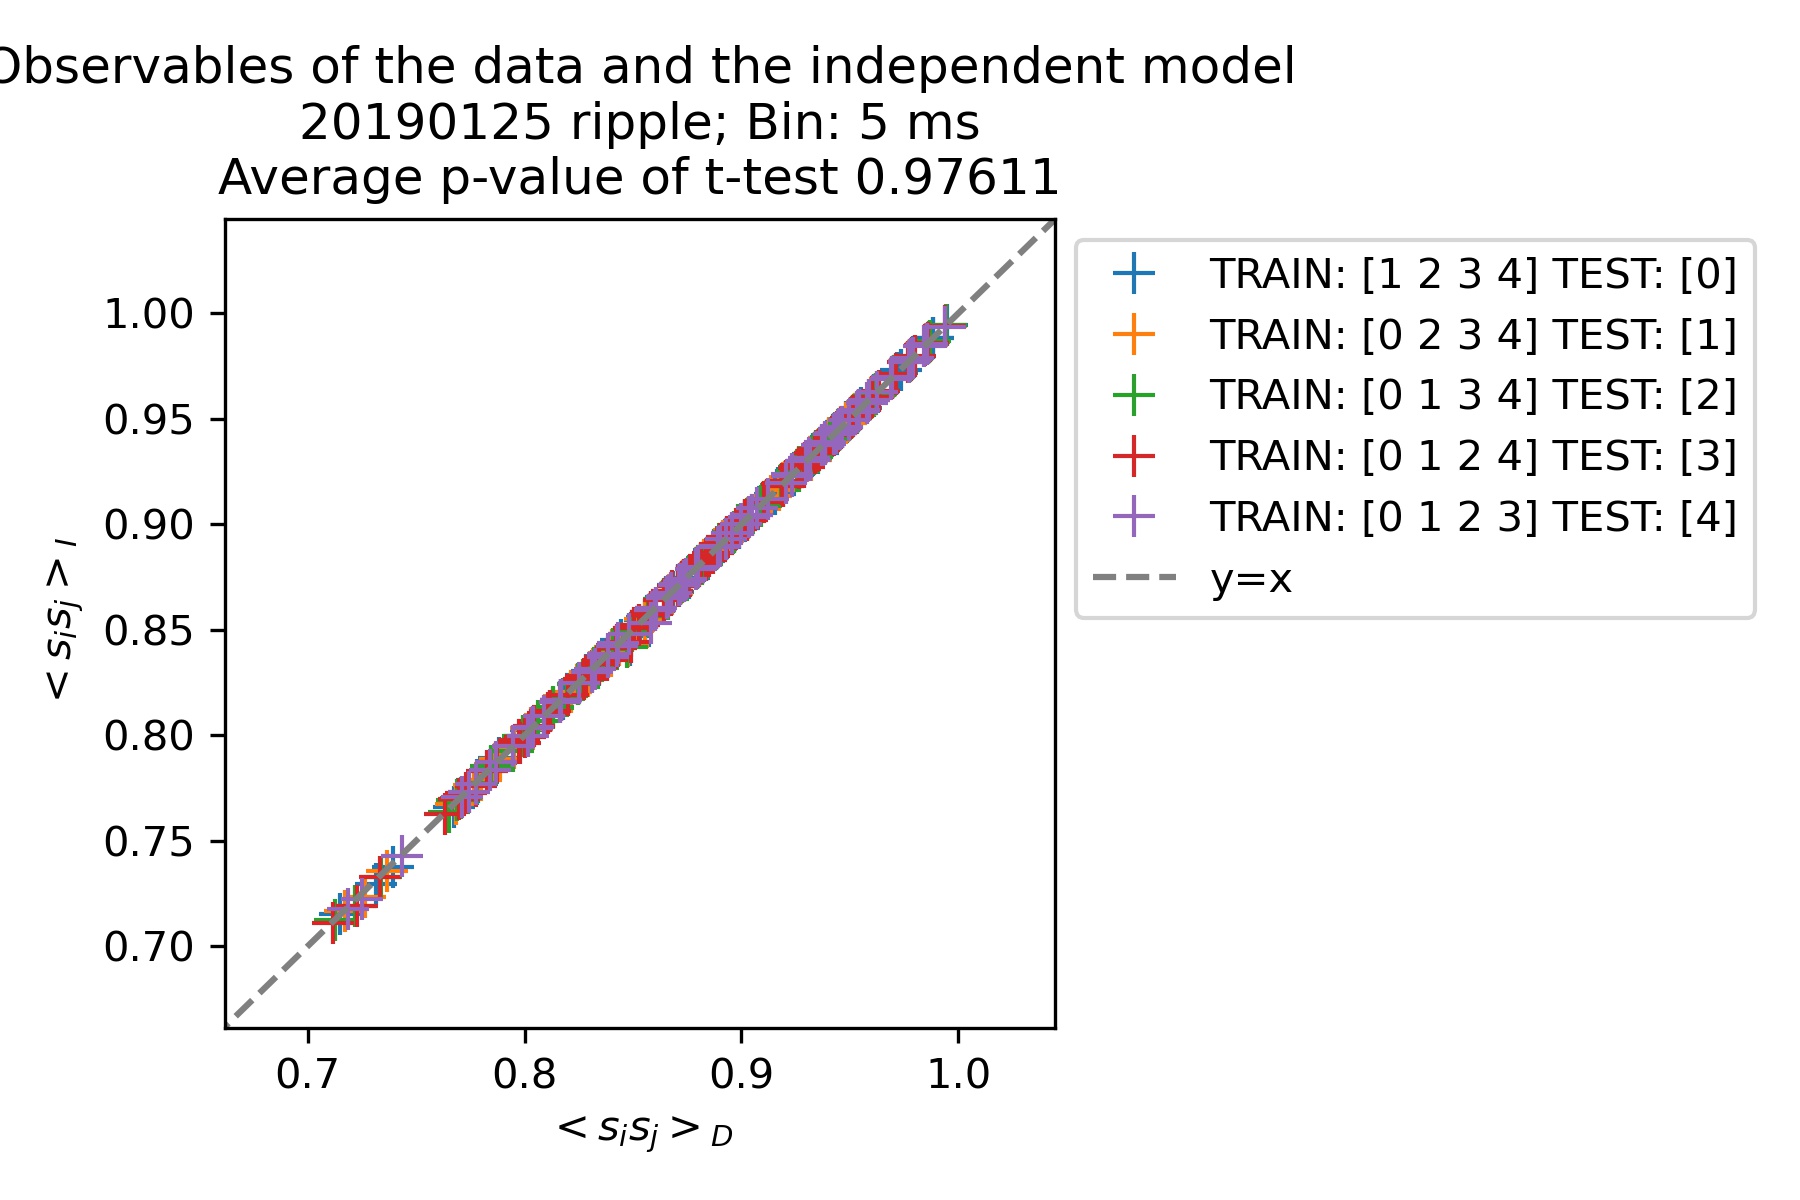 Observables of the data and the independent model
20190125 ripple; Bin: 5 ms
Average p-value of t-test 0.97611
TRAIN: [1 2 3 4] TEST: [0]
TRAIN: [0 2 3 4] TEST: [1]
TRAIN: [0 1 3 4] TEST: [2]
TRAIN: [0 1 2 4] TEST: [3]
TRAIN: [0 1 2 3] TEST: [4]
y=x
1.00
0.95
0.90
0.85
0.80
0.75
0.70
< s_i s_j >_I
0.7 0.8 0.9 1.0
< s_i s_j >_D